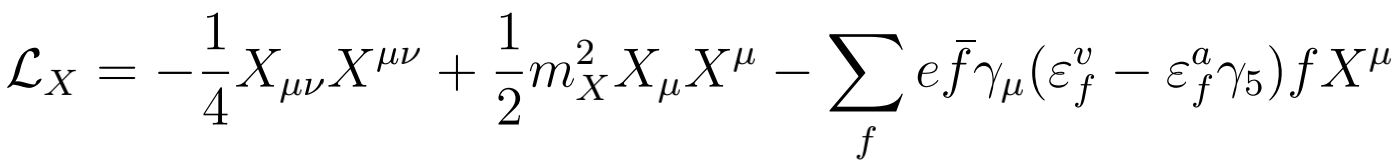 $\mathcal{L}_X = -\frac{1}{4} X_{\mu\nu} X^{\mu\nu} + \frac{1}{2} m_X^2 X_\mu X^\mu - \sum_f e \bar{f} \gamma_\mu (\varepsilon_f^v - \varepsilon_f^a \gamma_5) f X^\mu$